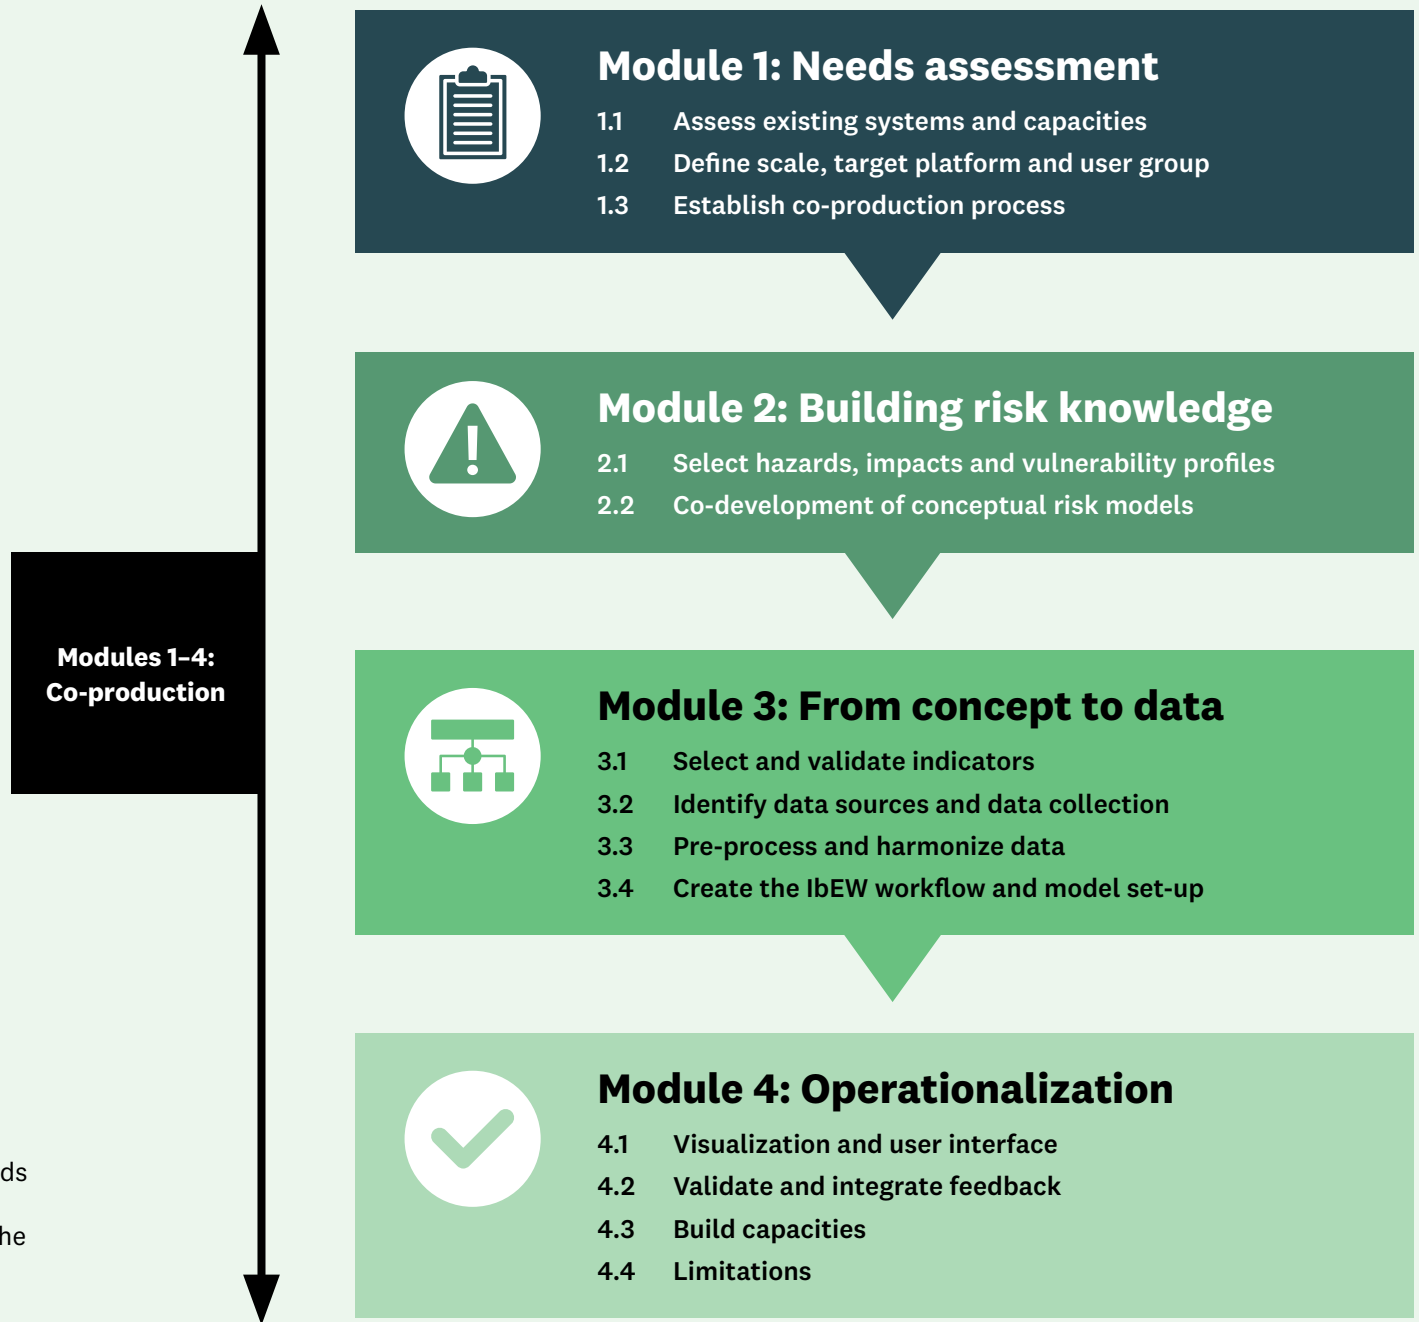 Module 1: Needs assessment
1.1 Assess existing systems and capacities
1.2 Define scale, target platform and user group
1.3 Establish co-production process
Module 2: Building risk knowledge
2.1 Select hazards, impacts and vulnerability profiles
2.2 Co-development of conceptual risk models
Modules 1–4:
Co-production
Module 3: From concept to data
3.1 Select and validate indicators
3.2 Identify data sources and data collection
3.3 Pre-process and harmonize data
3.4 Create the IbEW workflow and model set-up
Module 4: Operationalization
4.1 Visualization and user interface
4.2 Validate and integrate feedback
4.3 Build capacities
4.4 Limitations
ds
he